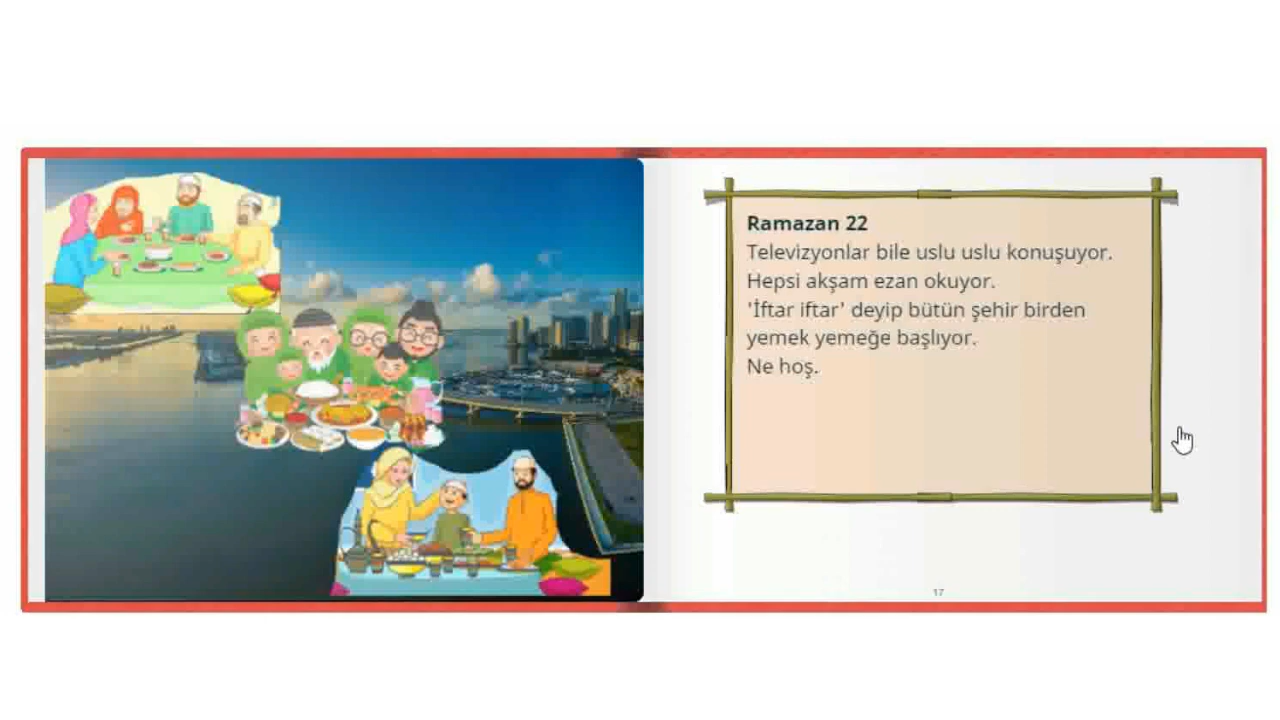 Ramazan 22
Televizyonlar bile uslu uslu konuşuyor.
Hepsi akşam ezan okuyor.
'İftar iftar' deyip bütün şehir birden
yemek yemeğe başlıyor.
Ne hoş.
17